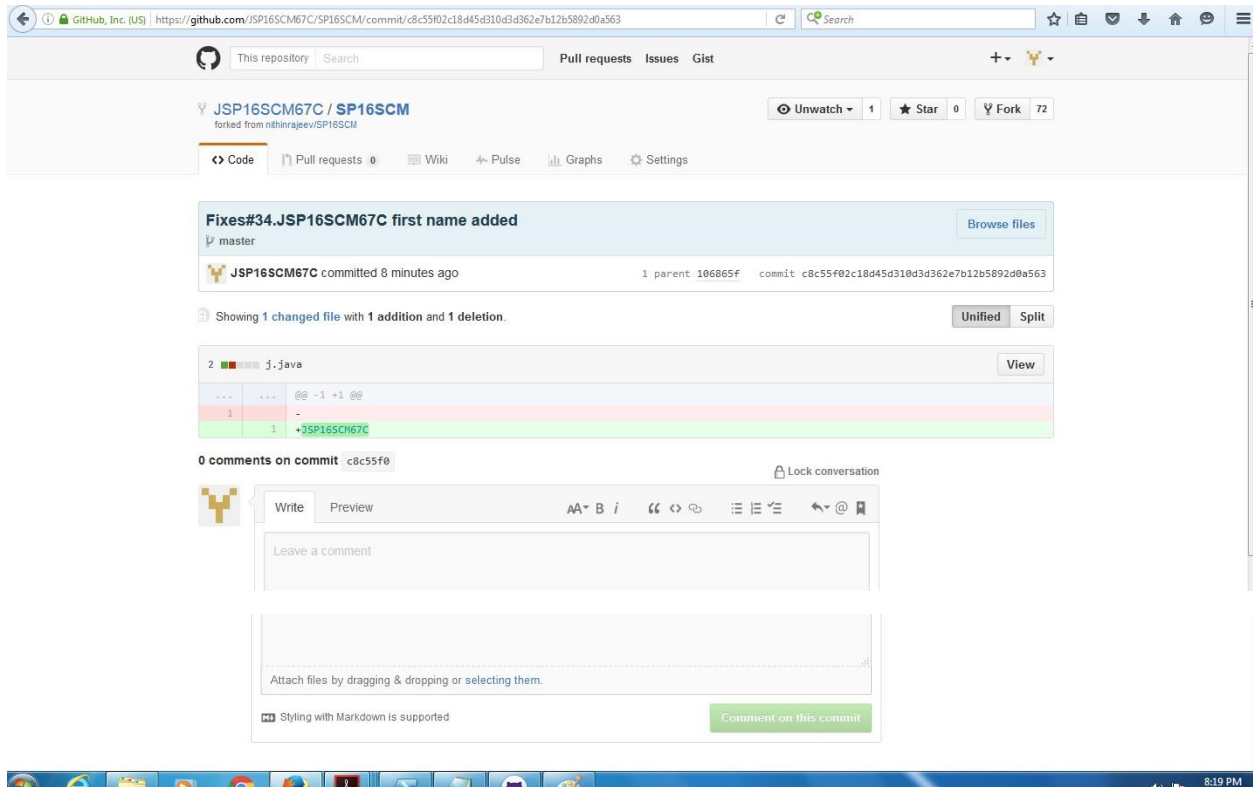 GitHub, Inc. (US) https://github.com/JSP16SCM67C/SP16SCM/commit/c8c55f02c18d45d310d3d362e7b12b5892d0a563 Search
This repository Search Pull requests Issues Gist
JSP16SCM67C / SP16SCM Unwatch 1 Star 0 Fork 72
forked from nithinrajeev/SP16SCM
<> Code Pull requests 0 Wiki Pulse Graphs Settings
Fixes#34.JSP16SCM67C first name added Browse files
master
JSP16SCM67C committed 8 minutes ago 1 parent 106865f commit c8c55f02c18d45d310d3d362e7b12b5892d0a563
Showing 1 changed file with 1 addition and 1 deletion. Unified Split
2 j.java View
... ... @@ -1 +1 @@
1 -
1 +JSP16SCM67C
0 comments on commit c8c55f0
Lock conversation
Write Preview AA B i “ <> @
Leave a comment
Attach files by dragging & dropping or selecting them.
Styling with Markdown is supported Comment on this commit
8:19 PM